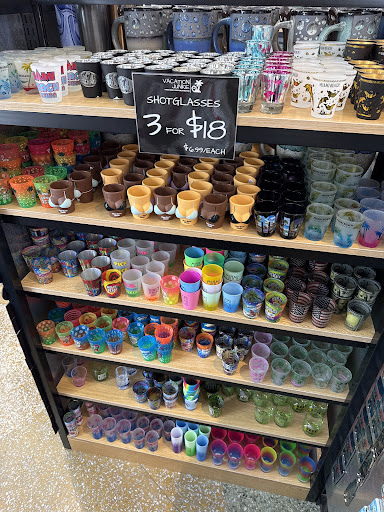 VACATION
JUNKIE
SHOTGLASSES
3 FOR $18
$6.99/EACH